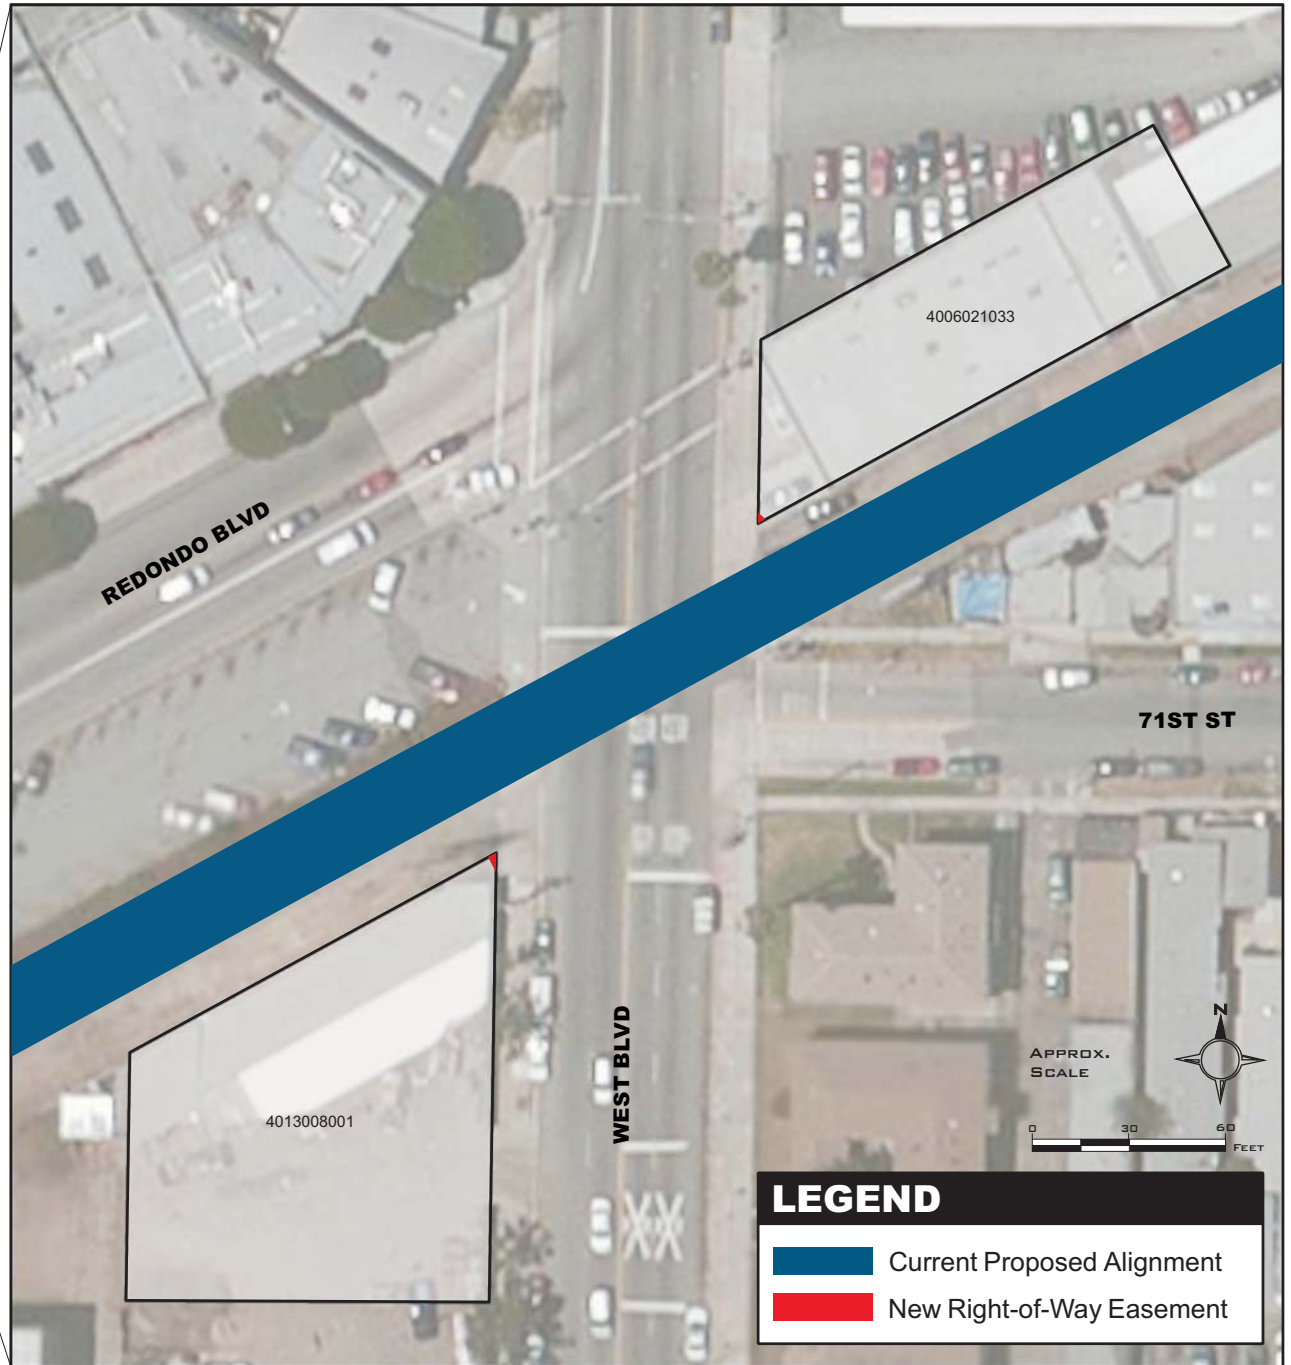 4006021033
REDONDO BLVD
71ST ST
WEST BLVD
4013008001
N
APPROX.
SCALE
0 30 60
FEET
LEGEND
Current Proposed Alignment
New Right-of-Way Easement